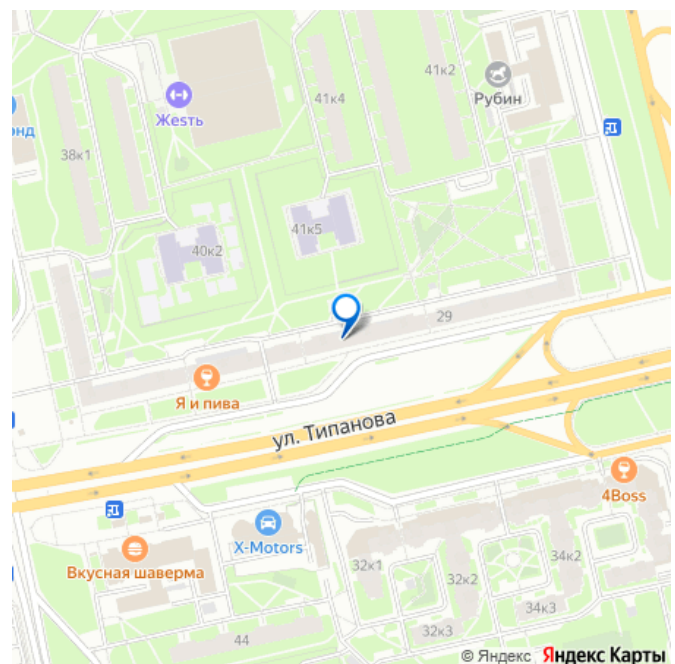 41к2
Рубин
41к4
Жесть
онд
38к1
41к5
40к2
29
Я и пива
ул. Типанова
4Boss
X-Motors
Вкусная шаверма
32к1
34к2
32к2
34к3
32к3
44
© Яндекс Яндекс Карты